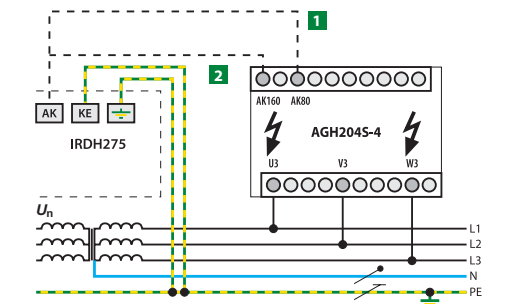 1
2
AK160 AK80
AK KE
AGH204S-4
IRDH275
U3 V3 W3
Un
L1
L2
L3
N
PE